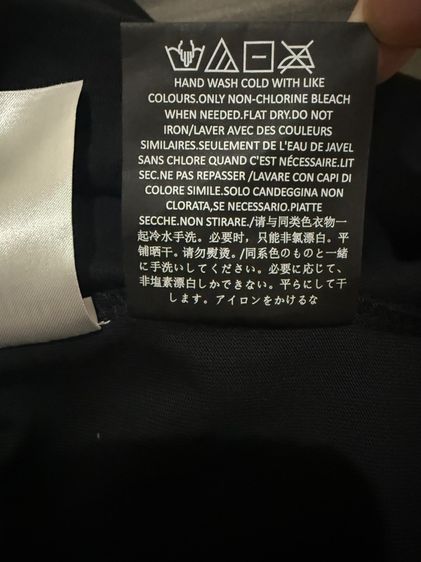 HAND WASH COLD WITH LIKE
COLOURS.ONLY NON-CHLORINE BLEACH
WHEN NEEDED.FLAT DRY.DO NOT
IRON/LAVER AVEC DES COULEURS
SIMILAIRES.SEULEMENT DE L'EAU DE JAVEL
SANS CHLORE QUAND C'EST NÉCESSAIRE.LIT
SEC.NE PAS REPASSER /LAVARE CON CAPI DI
COLORE SIMILE.SOLO CANDEGGINA NON
CLORATA,SE NECESSARIO.PIATTE
SECCHE.NON STIRARE./请与同类色衣物一
起冷水手洗。必要时，只能非氯漂白。平
铺晒干。请勿熨烫。/同系色のものと一緒
に手洗いしてください。必要に応じて、
非塩素漂白しかできない。平らにして干
します。アイロンをかけるな